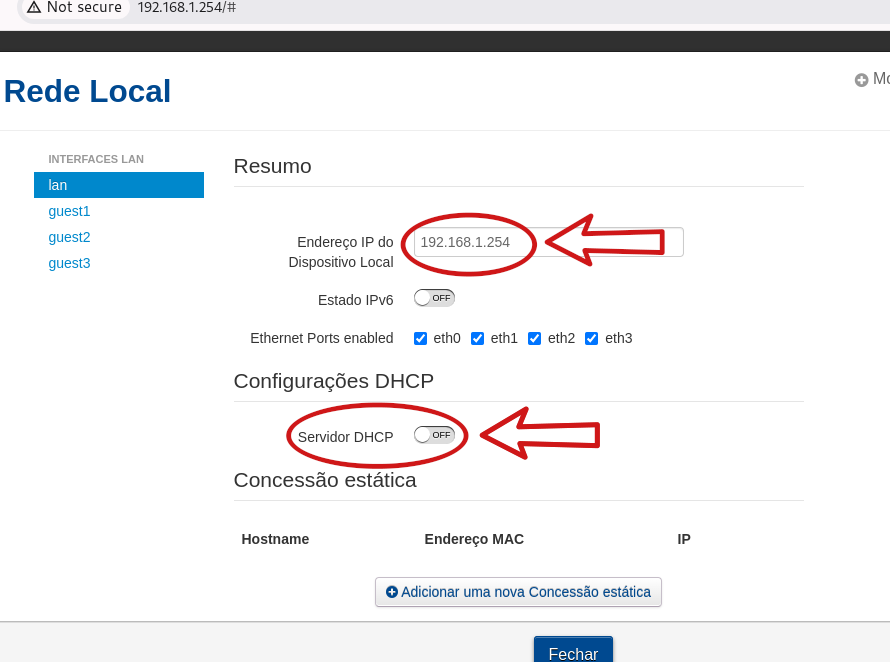 Not secure 192.168.1.254/#
Rede Local
INTERFACES LAN
lan
guest1
guest2
guest3
Resumo
Endereço IP do
Dispositivo Local
192.168.1.254
Estado IPv6 OFF
Ethernet Ports enabled eth0 eth1 eth2 eth3
Configurações DHCP
Servidor DHCP OFF
Concessão estática
Hostname Endereço MAC IP
Adicionar uma nova Concessão estática
Fechar